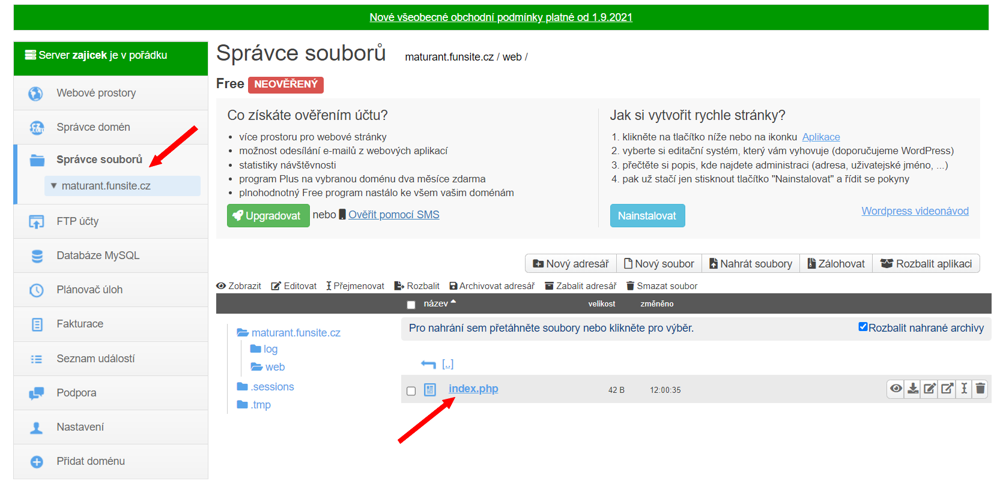 Nové všeobecné obchodní podmínky platné od 1.9.2021
Server zajicek je v pořádku
Webové prostory
Správce domén
Správce souborů
maturant.funsite.cz
FTP účty
Databáze MySQL
Plánovač úloh
Fakturace
Seznam událostí
Podpora
Nastavení
Přidat doménu
Správce souborů maturant.funsite.cz / web /
Free NEOVĚŘENÝ
Co získáte ověřením účtu?
více prostoru pro webové stránky
možnost odesílání e-mailů z webových aplikací
statistiky návštěvnosti
program Plus na vybranou doménu dva měsíce zdarma
plnohodnotný Free program nastálo ke všem vašim doménám
Upgradovat nebo Ověřit pomocí SMS
Jak si vytvořit rychle stránky?
1. klikněte na tlačítko níže nebo na ikonku Aplikace
2. vyberte si editační systém, který vám vyhovuje (doporučujeme WordPress)
3. přečtěte si popis, kde najdete administraci (adresa, uživatejské jméno, ...)
4. pak už stačí jen stisknout tlačítko "Nainstalovat" a řídit se pokyny
Nainstalovat
Wordpress videonávod
Nový adresář Nový soubor Nahrát soubory Zálohovat Rozbalit aplikaci
Zobrazit Editovat Přejmenovat Rozbalit Archivovat adresář Zabalit adresář Smazat soubor
název velikost změněno
maturant.funsite.cz
log
web
.sessions
.tmp
Pro nahrání sem přetáhněte soubory nebo klikněte pro výběr. Rozbalit nahrané archivy
[..]
index.php 42 B 12:00:35